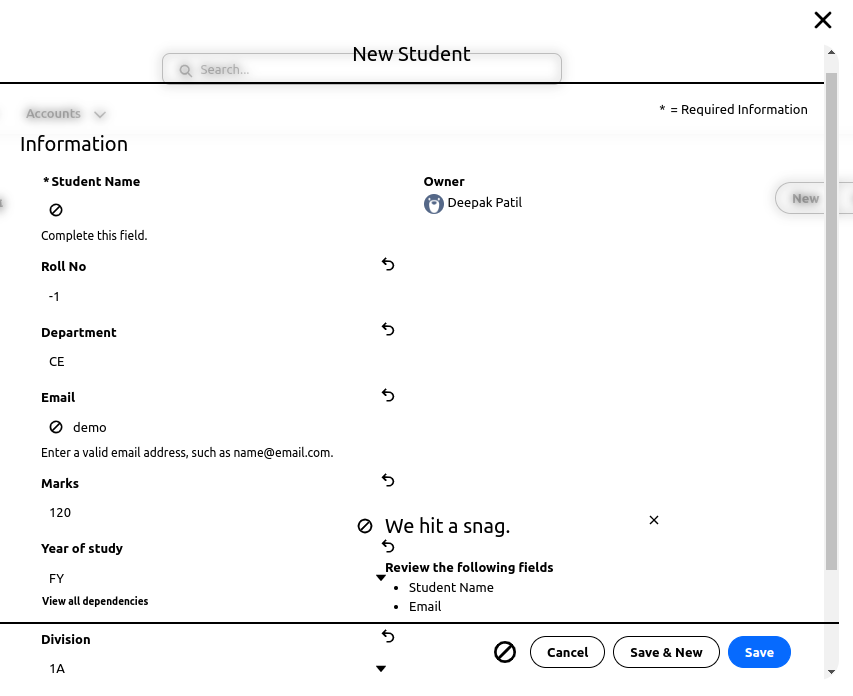 New Student
Search...
Accounts
* = Required Information
Information
* Student Name
Owner
Deepak Patil
New
Complete this field.
Roll No
-1
Department
CE
Email
demo
Enter a valid email address, such as name@email.com.
Marks
120
We hit a snag.
Year of study
Review the following fields
FY
• Student Name
View all dependencies
• Email
Division
Cancel
Save & New
Save
1A